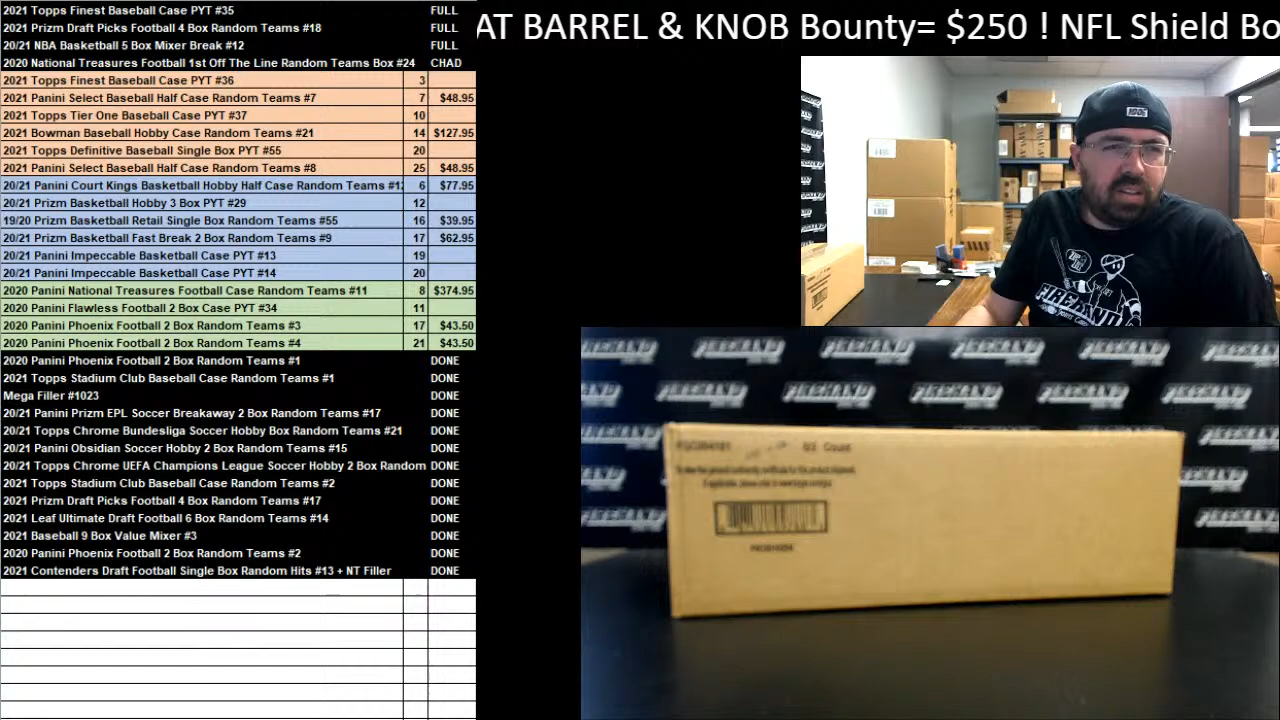 2021 Topps Finest Baseball Case PYT #35 FULL
2021 Prizm Draft Picks Football 4 Box Random Teams #18 FULL
20/21 NBA Basketball 5 Box Mixer Break #12 FULL
2020 National Treasures Football 1st Off The Line Random Teams Box #24 CHAD
2021 Topps Finest Baseball Case PYT #36 3
2021 Panini Select Baseball Half Case Random Teams #7 7 $48.95
2021 Topps Tier One Baseball Case PYT #37 10
2021 Bowman Baseball Hobby Case Random Teams #21 14 $127.95
2021 Topps Definitive Baseball Single Box PYT #55 20
2021 Panini Select Baseball Half Case Random Teams #8 25 $48.95
20/21 Panini Court Kings Basketball Hobby Half Case Random Teams #12 6 $77.95
20/21 Prizm Basketball Hobby 3 Box PYT #29 12
19/20 Prizm Basketball Retail Single Box Random Teams #55 16 $39.95
20/21 Prizm Basketball Fast Break 2 Box Random Teams #9 17 $62.95
20/21 Panini Impeccable Basketball Case PYT #13 19
20/21 Panini Impeccable Basketball Case PYT #14 20
2020 Panini National Treasures Football Case Random Teams #11 8 $374.95
2020 Panini Flawless Football 2 Box Case PYT #34 11
2020 Panini Phoenix Football 2 Box Random Teams #3 17 $43.50
2020 Panini Phoenix Football 2 Box Random Teams #4 21 $43.50
2020 Panini Phoenix Football 2 Box Random Teams #1 DONE
2021 Topps Stadium Club Baseball Case Random Teams #1 DONE
Mega Filler #1023 DONE
20/21 Panini Prizm EPL Soccer Breakaway 2 Box Random Teams #17 DONE
20/21 Topps Chrome Bundesliga Soccer Hobby Box Random Teams #21 DONE
20/21 Panini Obsidian Soccer Hobby 2 Box Random Teams #15 DONE
20/21 Topps Chrome UEFA Champions League Soccer Hobby 2 Box Random DONE
2021 Topps Stadium Club Baseball Case Random Teams #2 DONE
2021 Prizm Draft Picks Football 4 Box Random Teams #17 DONE
2021 Leaf Ultimate Draft Football 6 Box Random Teams #14 DONE
2021 Baseball 9 Box Value Mixer #3 DONE
2020 Panini Phoenix Football 2 Box Random Teams #2 DONE
2021 Contenders Draft Football Single Box Random Hits #13 + NT Filler DONE
AT BARREL & KNOB Bounty= $250 ! NFL Shield Bo
FIREHAND
FIREHAND FIREHAND FIREHAND FIREHAND